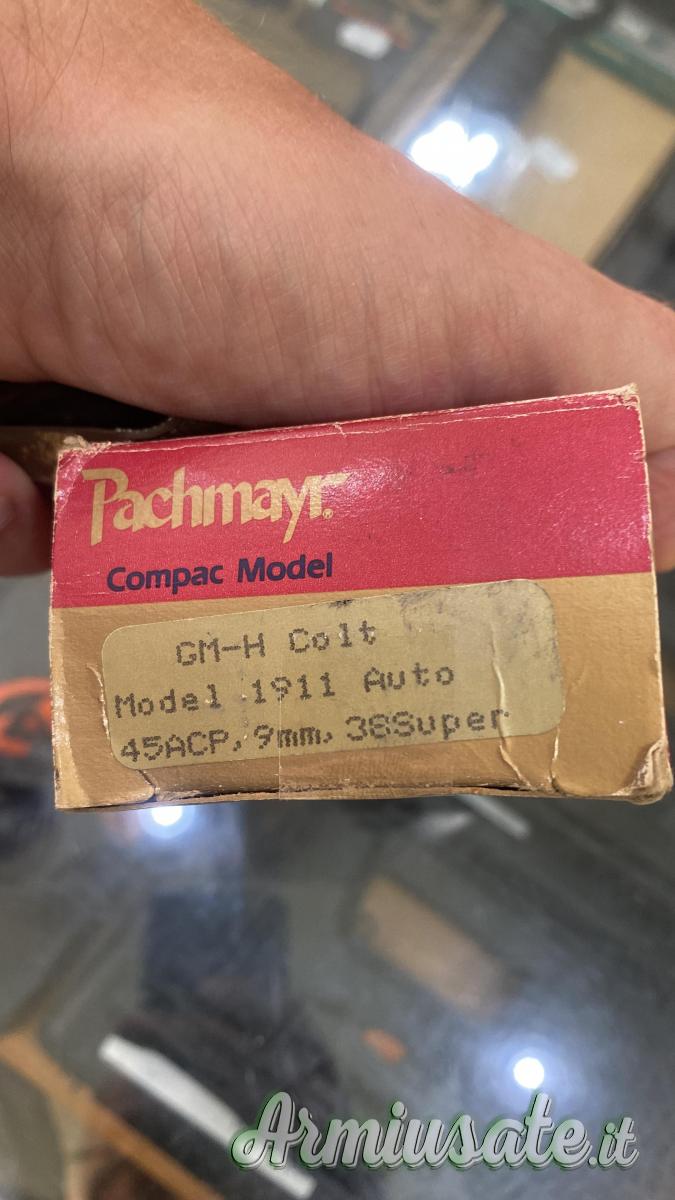 Pachmayr®
Compac Model
GM-H Colt
Model 1911 Auto
45ACP, 9mm, 38Super
Armiusate.it